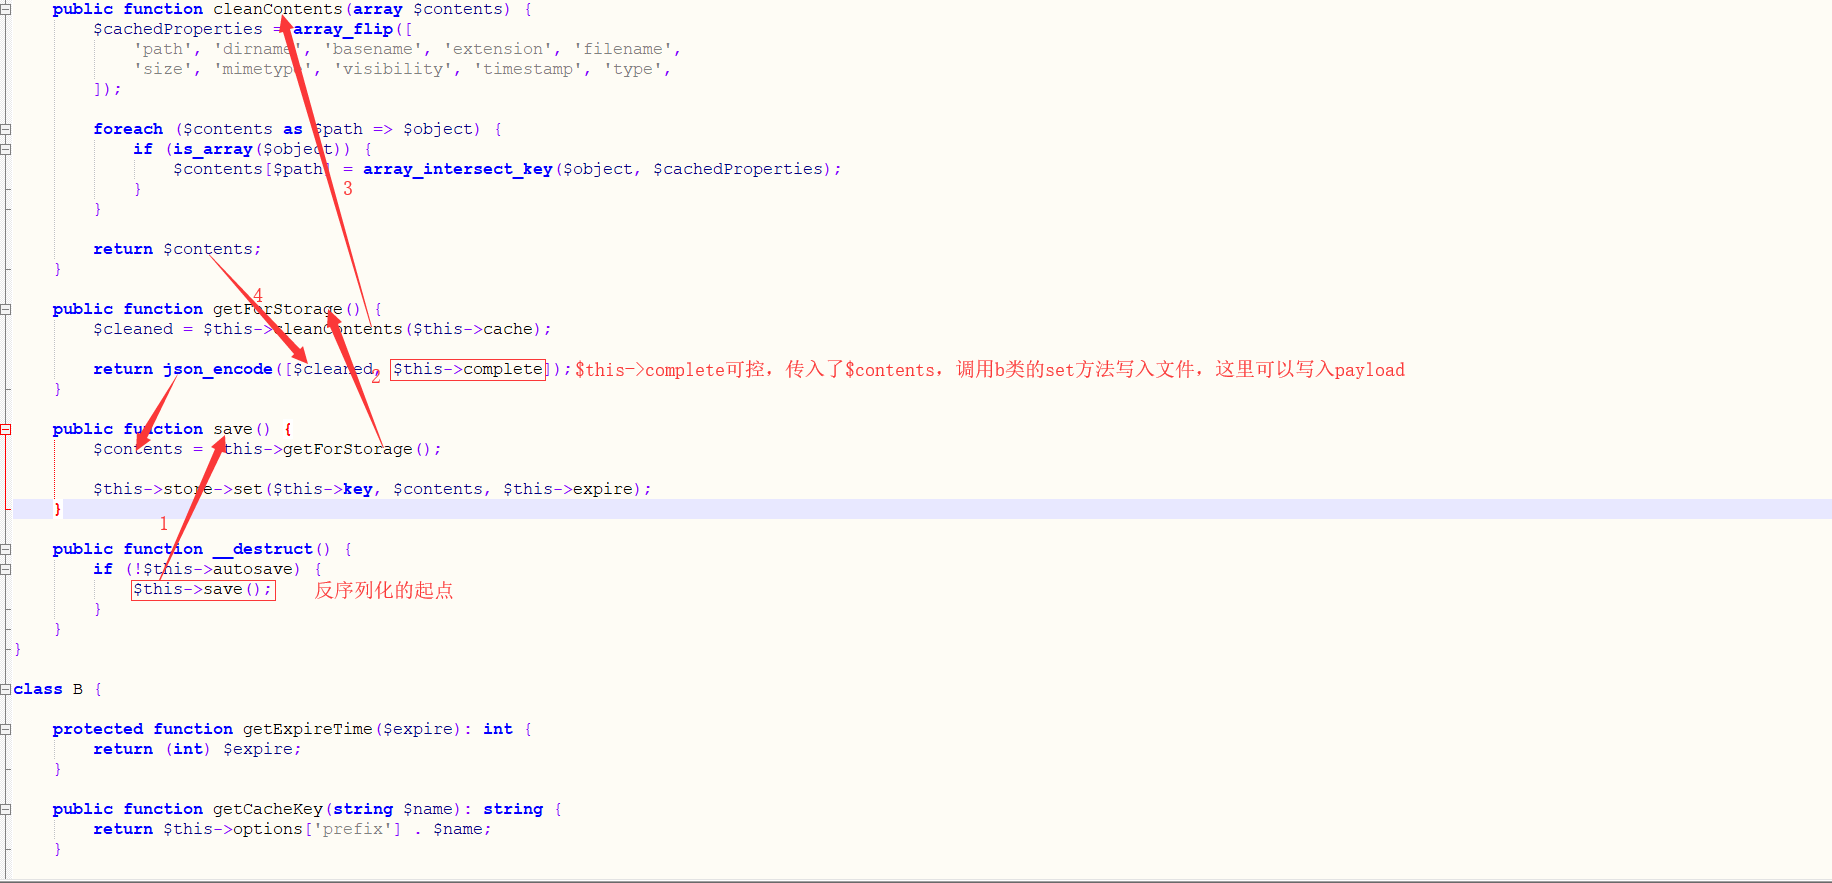 public function cleanContents(array $contents) {
$cachedProperties = array_flip([
'path', 'dirname', 'basename', 'extension', 'filename',
'size', 'mimetype', 'visibility', 'timestamp', 'type',
]);
foreach ($contents as $path => $object) {
if (is_array($object)) {
$contents[$path] = array_intersect_key($object, $cachedProperties);
}
3
}
return $contents;
}
4
public function getForStorage() {
$cleaned = $this->cleanContents($this->cache);
return json_encode([$cleaned, $this->complete]); $this->complete可控，传入了$contents，调用b类的set方法写入文件，这里可以写入payload
2
}
public function save() {
$contents = $this->getForStorage();
$this->store->set($this->key, $contents, $this->expire);
}
1
public function __destruct() {
if (!$this->autosave) {
$this->save(); 反序列化的起点
}
}
}
class B {
protected function getExpireTime($expire): int {
return (int) $expire;
}
public function getCacheKey(string $name): string {
return $this->options['prefix'] . $name;
}